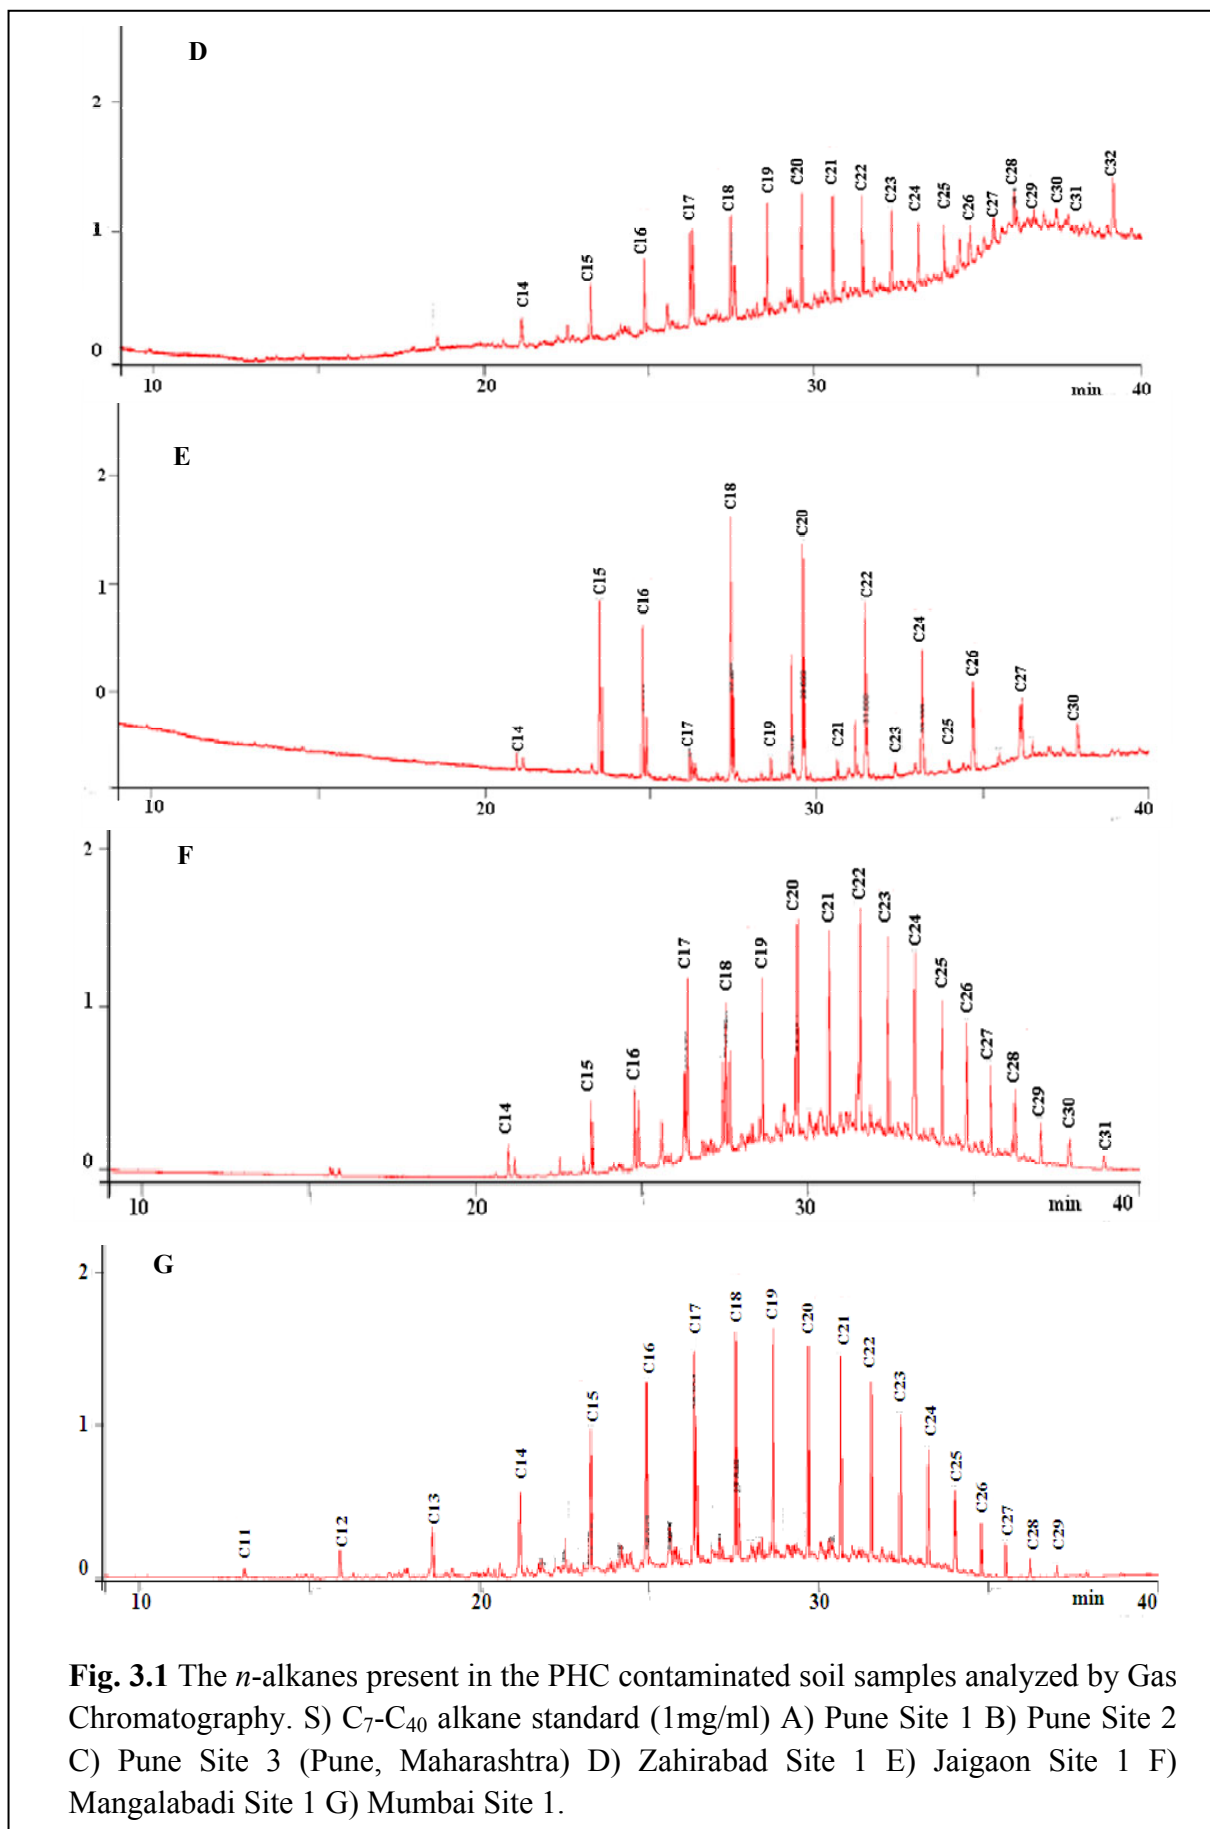 D
2
1
0
C14
C15
C16
C17
C18
C19
C20
C21
C22
C23
C24
C25
C26
C27
C28
C29
C30
C31
C32
10
20
30
min
40
E
2
1
0
C14
C15
C16
C17
C18
C19
C20
C21
C22
C23
C24
C25
C26
C27
C30
10
20
30
40
F
2
1
0
C14
C15
C16
C17
C18
C19
C20
C21
C22
C23
C24
C25
C26
C27
C28
C29
C30
C31
10
20
30
min
40
G
2
1
0
C11
C12
C13
C14
C15
C16
C17
C18
C19
C20
C21
C22
C23
C24
C25
C26
C27
C28
C29
10
20
30
min
40
Fig. 3.1 The n-alkanes present in the PHC contaminated soil samples analyzed by Gas
Chromatography. S) C₇-C₄₀ alkane standard (1mg/ml) A) Pune Site 1 B) Pune Site 2
C) Pune Site 3 (Pune, Maharashtra) D) Zahirabad Site 1 E) Jaigaon Site 1 F)
Mangalabadi Site 1 G) Mumbai Site 1.